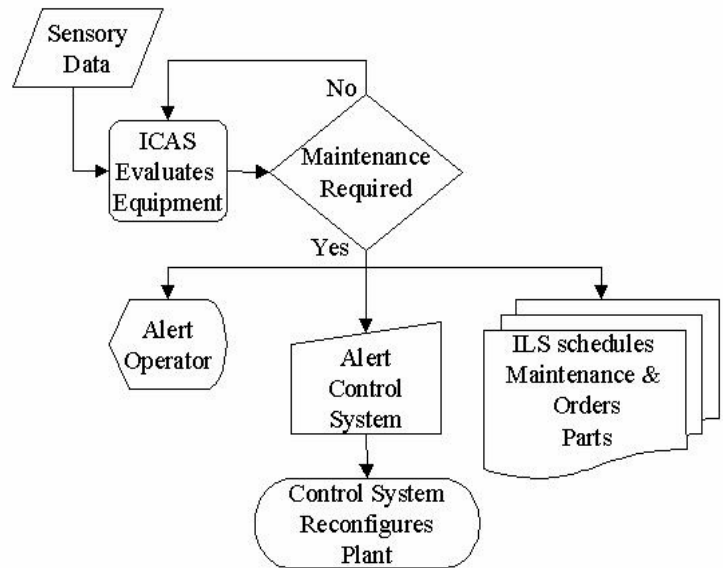 Sensory
Data
No
ICAS
Evaluates
Equipment
Maintenance
Required
Yes
Alert
Operator
Alert
Control
System
ILS schedules
Maintenance &
Orders
Parts
Control System
Reconfigures
Plant